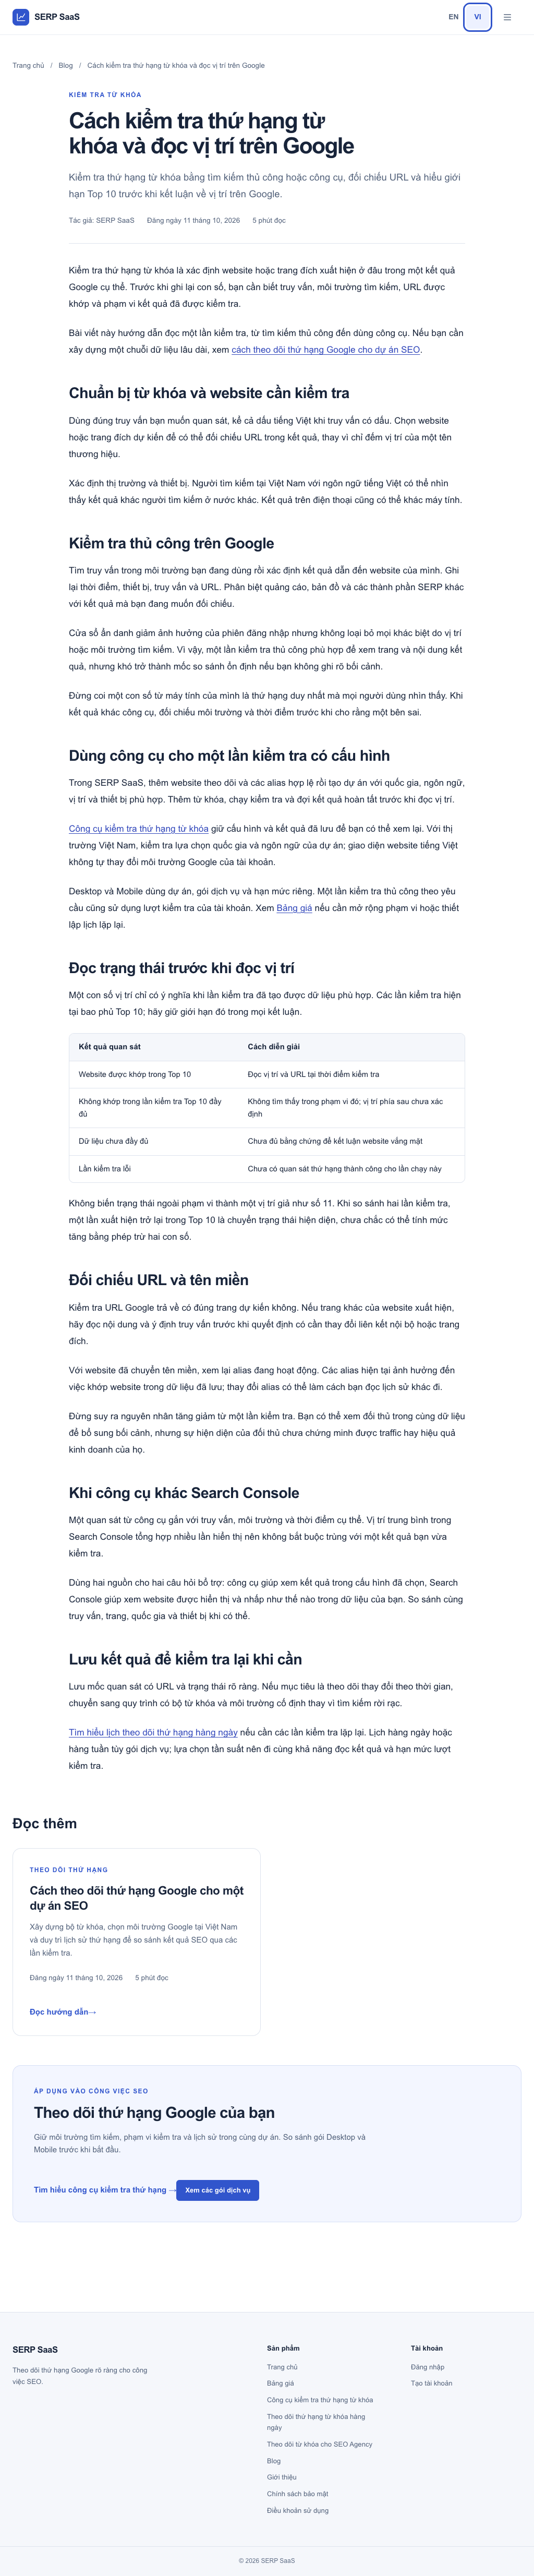 SERP SaaS
EN
VI
Trang chủ / Blog / Cách kiểm tra thứ hạng từ khóa và đọc vị trí trên Google
KIỂM TRA TỪ KHÓA
Cách kiểm tra thứ hạng từ
khóa và đọc vị trí trên Google
Kiểm tra thứ hạng từ khóa bằng tìm kiếm thủ công hoặc công cụ, đối chiếu URL và hiểu giới
hạn Top 10 trước khi kết luận về vị trí trên Google.
Tác giả: SERP SaaS Đăng ngày 11 tháng 10, 2026 5 phút đọc
Kiểm tra thứ hạng từ khóa là xác định website hoặc trang đích xuất hiện ở đâu trong một kết quả
Google cụ thể. Trước khi ghi lại con số, bạn cần biết truy vấn, môi trường tìm kiếm, URL được
khớp và phạm vi kết quả đã được kiểm tra.
Bài viết này hướng dẫn đọc một lần kiểm tra, từ tìm kiếm thủ công đến dùng công cụ. Nếu bạn cần
xây dựng một chuỗi dữ liệu lâu dài, xem cách theo dõi thứ hạng Google cho dự án SEO.
Chuẩn bị từ khóa và website cần kiểm tra
Dùng đúng truy vấn bạn muốn quan sát, kể cả dấu tiếng Việt khi truy vấn có dấu. Chọn website
hoặc trang đích dự kiến để có thể đối chiếu URL trong kết quả, thay vì chỉ đếm vị trí của một tên
thương hiệu.
Xác định thị trường và thiết bị. Người tìm kiếm tại Việt Nam với ngôn ngữ tiếng Việt có thể nhìn
thấy kết quả khác người tìm kiếm ở nước khác. Kết quả trên điện thoại cũng có thể khác máy tính.
Kiểm tra thủ công trên Google
Tìm truy vấn trong môi trường bạn đang dùng rồi xác định kết quả dẫn đến website của mình. Ghi
lại thời điểm, thiết bị, truy vấn và URL. Phân biệt quảng cáo, bản đồ và các thành phần SERP khác
với kết quả mà bạn đang muốn đối chiếu.
Cửa sổ ẩn danh giảm ảnh hưởng của phiên đăng nhập nhưng không loại bỏ mọi khác biệt do vị trí
hoặc môi trường tìm kiếm. Vì vậy, một lần kiểm tra thủ công phù hợp để xem trang và nội dung kết
quả, nhưng khó trở thành mốc so sánh ổn định nếu bạn không ghi rõ bối cảnh.
Đừng coi một con số từ máy tính của mình là thứ hạng duy nhất mà mọi người dùng nhìn thấy. Khi
kết quả khác công cụ, đối chiếu môi trường và thời điểm trước khi cho rằng một bên sai.
Dùng công cụ cho một lần kiểm tra có cấu hình
Trong SERP SaaS, thêm website theo dõi và các alias hợp lệ rồi tạo dự án với quốc gia, ngôn ngữ,
vị trí và thiết bị phù hợp. Thêm từ khóa, chạy kiểm tra và đợi kết quả hoàn tất trước khi đọc vị trí.
Công cụ kiểm tra thứ hạng từ khóa giữ cấu hình và kết quả đã lưu để bạn có thể xem lại. Với thị
trường Việt Nam, kiểm tra lựa chọn quốc gia và ngôn ngữ của dự án; giao diện website tiếng Việt
không tự thay đổi môi trường Google của tài khoản.
Desktop và Mobile dùng dự án, gói dịch vụ và hạn mức riêng. Một lần kiểm tra thủ công theo yêu
cầu cũng sử dụng lượt kiểm tra của tài khoản. Xem Bảng giá nếu cần mở rộng phạm vi hoặc thiết
lập lịch lặp lại.
Đọc trạng thái trước khi đọc vị trí
Một con số vị trí chỉ có ý nghĩa khi lần kiểm tra đã tạo được dữ liệu phù hợp. Các lần kiểm tra hiện
tại bao phủ Top 10; hãy giữ giới hạn đó trong mọi kết luận.
Kết quả quan sát Cách diễn giải
Website được khớp trong Top 10 Đọc vị trí và URL tại thời điểm kiểm tra
Không khớp trong lần kiểm tra Top 10 đầy
đủ
Không tìm thấy trong phạm vi đó; vị trí phía sau chưa xác
định
Dữ liệu chưa đầy đủ Chưa đủ bằng chứng để kết luận website vắng mặt
Lần kiểm tra lỗi Chưa có quan sát thứ hạng thành công cho lần chạy này
Không biến trạng thái ngoài phạm vi thành một vị trí giả như số 11. Khi so sánh hai lần kiểm tra,
một lần xuất hiện trở lại trong Top 10 là chuyển trạng thái hiện diện, chưa chắc có thể tính mức
tăng bằng phép trừ hai con số.
Đối chiếu URL và tên miền
Kiểm tra URL Google trả về có đúng trang dự kiến không. Nếu trang khác của website xuất hiện,
hãy đọc nội dung và ý định truy vấn trước khi quyết định có cần thay đổi liên kết nội bộ hoặc trang
đích.
Với website đã chuyển tên miền, xem lại alias đang hoạt động. Các alias hiện tại ảnh hưởng đến
việc khớp website trong dữ liệu đã lưu; thay đổi alias có thể làm cách bạn đọc lịch sử khác đi.
Đừng suy ra nguyên nhân tăng giảm từ một lần kiểm tra. Bạn có thể xem đối thủ trong cùng dữ liệu
để bổ sung bối cảnh, nhưng sự hiện diện của đối thủ chưa chứng minh được traffic hay hiệu quả
kinh doanh của họ.
Khi công cụ khác Search Console
Một quan sát từ công cụ gắn với truy vấn, môi trường và thời điểm cụ thể. Vị trí trung bình trong
Search Console tổng hợp nhiều lần hiển thị nên không bắt buộc trùng với một kết quả bạn vừa
kiểm tra.
Dùng hai nguồn cho hai câu hỏi bổ trợ: công cụ giúp xem kết quả trong cấu hình đã chọn, Search
Console giúp xem website được hiển thị và nhấp như thế nào trong dữ liệu của bạn. So sánh cùng
truy vấn, trang, quốc gia và thiết bị khi có thể.
Lưu kết quả để kiểm tra lại khi cần
Lưu mốc quan sát có URL và trạng thái rõ ràng. Nếu mục tiêu là theo dõi thay đổi theo thời gian,
chuyển sang quy trình có bộ từ khóa và môi trường cố định thay vì tìm kiếm rời rạc.
Tìm hiểu lịch theo dõi thứ hạng hàng ngày nếu cần các lần kiểm tra lặp lại. Lịch hàng ngày hoặc
hàng tuần tùy gói dịch vụ; lựa chọn tần suất nên đi cùng khả năng đọc kết quả và hạn mức lượt
kiểm tra.
Đọc thêm
THEO DÕI THỨ HẠNG
Cách theo dõi thứ hạng Google cho một
dự án SEO
Xây dựng bộ từ khóa, chọn môi trường Google tại Việt Nam
và duy trì lịch sử thứ hạng để so sánh kết quả SEO qua các
lần kiểm tra.
Đăng ngày 11 tháng 10, 2026 5 phút đọc
Đọc hướng dẫn→
ÁP DỤNG VÀO CÔNG VIỆC SEO
Theo dõi thứ hạng Google của bạn
Giữ môi trường tìm kiếm, phạm vi kiểm tra và lịch sử trong cùng dự án. So sánh gói Desktop và
Mobile trước khi bắt đầu.
Tìm hiểu công cụ kiểm tra thứ hạng →
Xem các gói dịch vụ
SERP SaaS
Theo dõi thứ hạng Google rõ ràng cho công
việc SEO.
Sản phẩm
Trang chủ
Bảng giá
Công cụ kiểm tra thứ hạng từ khóa
Theo dõi thứ hạng từ khóa hàng
ngày
Theo dõi từ khóa cho SEO Agency
Blog
Giới thiệu
Chính sách bảo mật
Điều khoản sử dụng
Tài khoản
Đăng nhập
Tạo tài khoản
© 2026 SERP SaaS